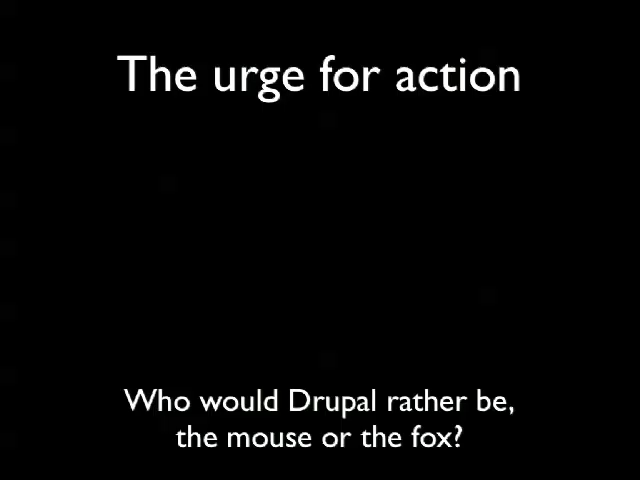 The urge for action
Who would Drupal rather be,
the mouse or the fox?